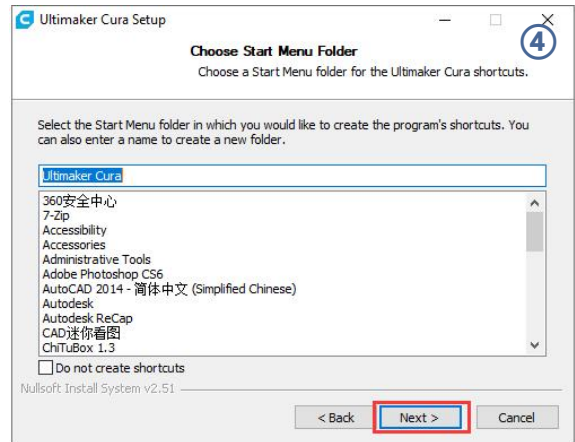 Ultimaker Cura Setup
④
Choose Start Menu Folder
Choose a Start Menu folder for the Ultimaker Cura shortcuts.
Select the Start Menu folder in which you would like to create the program's shortcuts. You
can also enter a name to create a new folder.
Ultimaker Cura
360安全中心
7-Zip
Accessibility
Accessories
Administrative Tools
Adobe Photoshop CS6
AutoCAD 2014 - 简体中文 (Simplified Chinese)
Autodesk
Autodesk ReCap
CAD迷你看图
ChiTuBox 1.3
Do not create shortcuts
Nullsoft Install System v2.51
< Back
Next >
Cancel